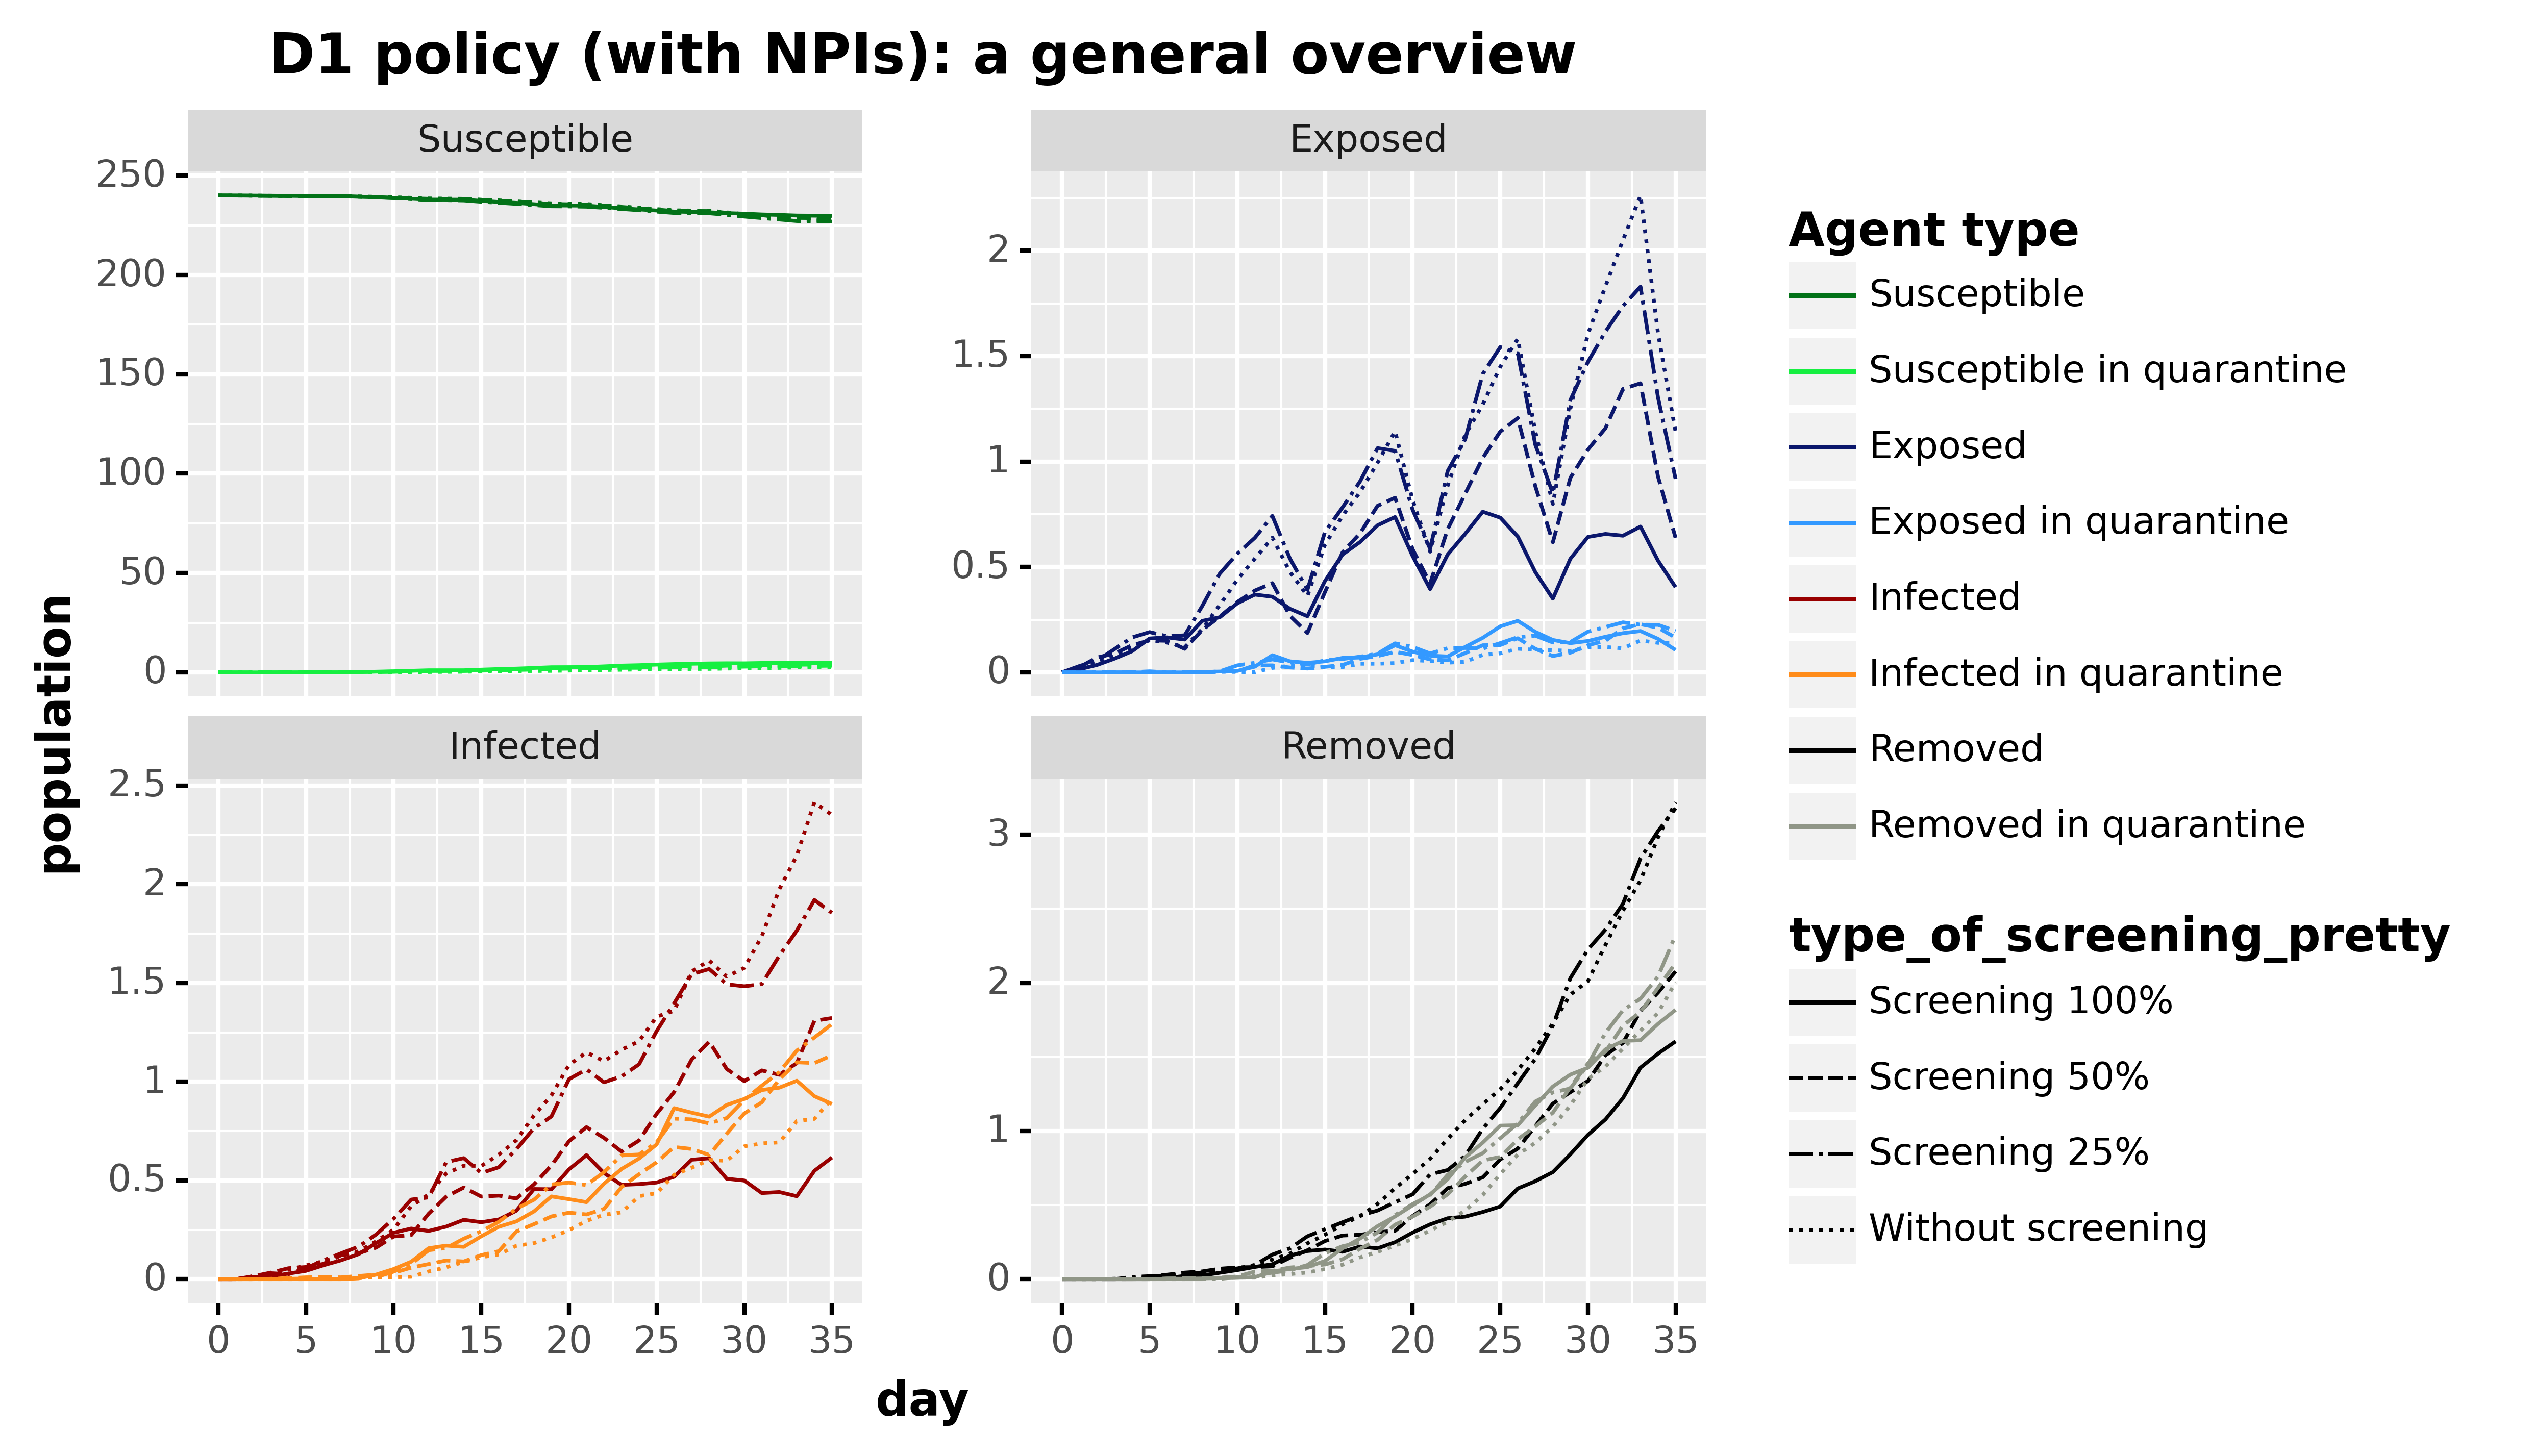 D1 policy (with NPIs): a general overview
Susceptible
250
200
150
100
50
0
Exposed
2
1.5
1
0.5
0
Infected
2.5
2
1.5
1
0.5
0
0 5 10 15 20 25 30 35
Removed
3
2
1
0
0 5 10 15 20 25 30 35
population
day
Agent type
Susceptible
Susceptible in quarantine
Exposed
Exposed in quarantine
Infected
Infected in quarantine
Removed
Removed in quarantine
type_of_screening_pretty
Screening 100%
Screening 50%
Screening 25%
Without screening